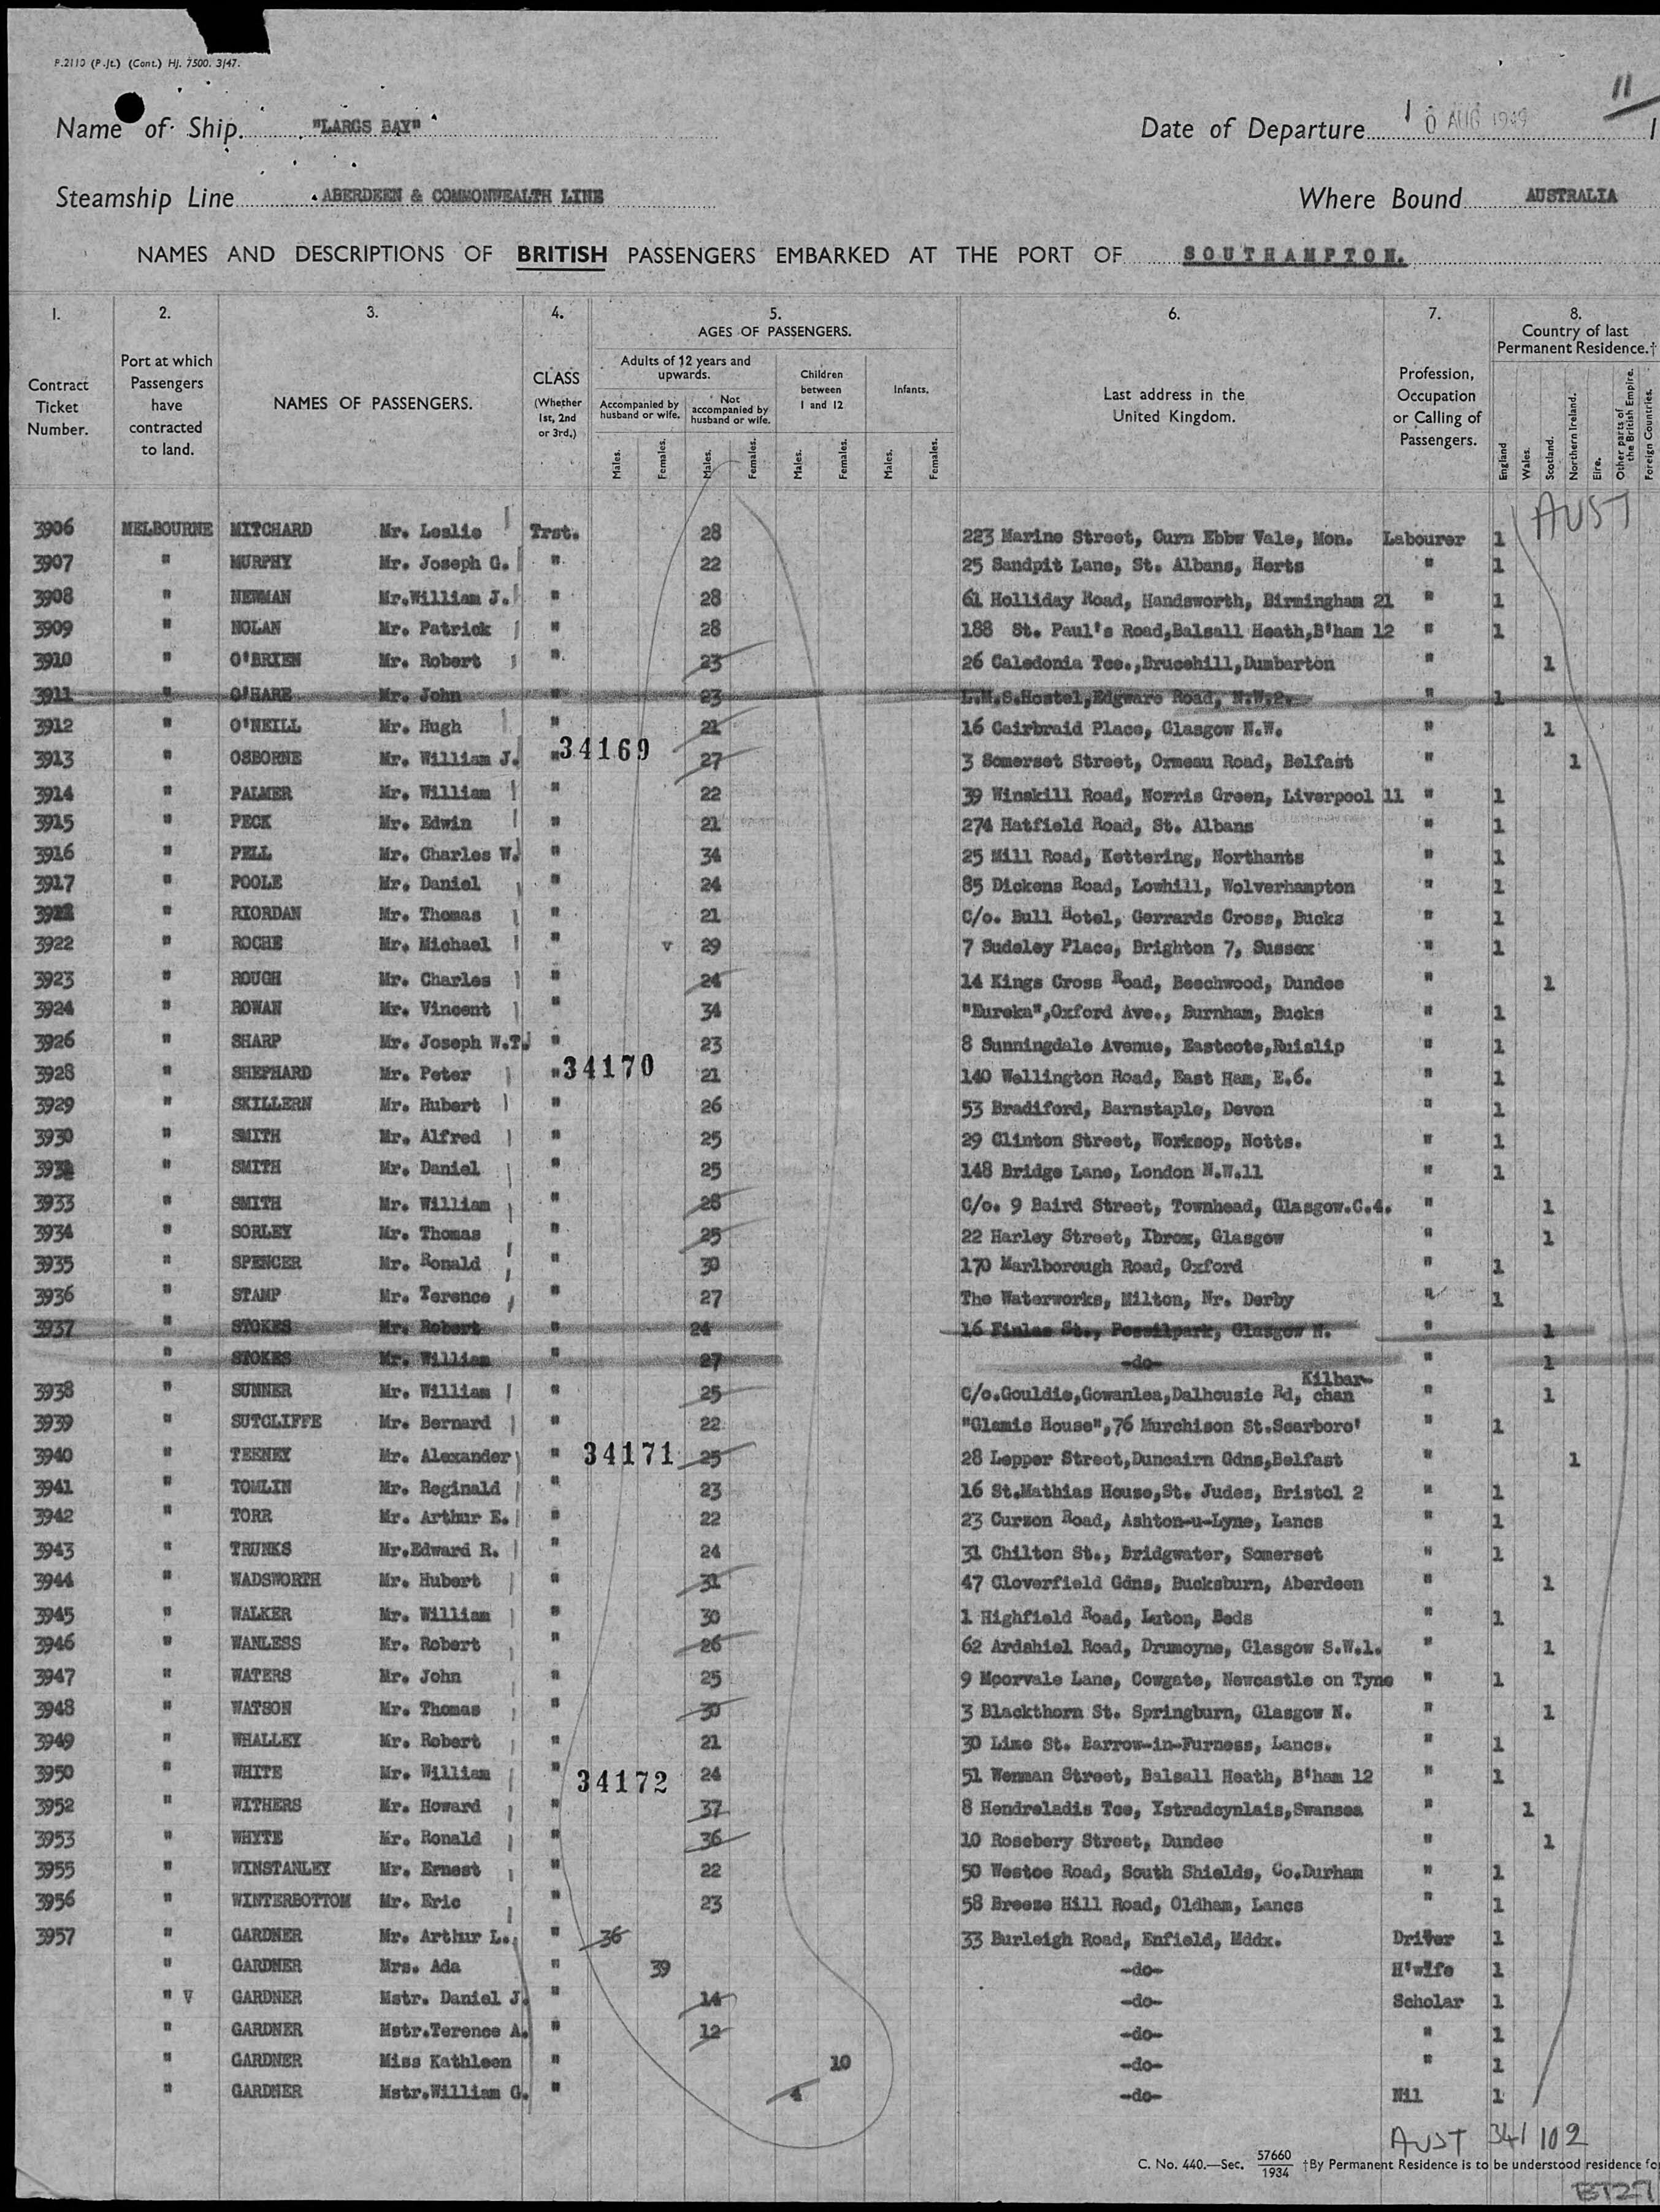 P.2110 (P.Jt.) (Cont.) HJ. 7500. 3/47.
11
Name of Ship "LARGS BAY" Date of Departure 10 AUG 1949
Steamship Line ABERDEEN & COMMONWEALTH LINE Where Bound AUSTRALIA
NAMES AND DESCRIPTIONS OF BRITISH PASSENGERS EMBARKED AT THE PORT OF SOUTHAMPTON.
1. 2. 3. 4. 5. 6. 7. 8.
Contract Ticket Number.
Port at which Passengers have contracted to land.
NAMES OF PASSENGERS.
CLASS (Whether 1st, 2nd or 3rd.)
AGES OF PASSENGERS.
Adults of 12 years and upwards.
Accompanied by husband or wife.
Not accompanied by husband or wife.
Children between 1 and 12
Infants.
Males. Females. Males. Females. Males. Females. Males. Females.
Last address in the United Kingdom.
Profession, Occupation or Calling of Passengers.
Country of last Permanent Residence.†
England Wales. Scotland. Northern Ireland. Eire. Other parts of the British Empire. Foreign Countries.
AUST
3906 MELBOURNE MITCHARD Mr. Leslie Trst. 28 223 Marine Street, Curn Ebbw Vale, Mon. Labourer 1
3907 " MURPHY Mr. Joseph G. " 22 25 Sandpit Lane, St. Albans, Herts " 1
3908 " NEWMAN Mr.William J. " 28 61 Holliday Road, Handsworth, Birmingham 21 " 1
3909 " NOLAN Mr. Patrick " 28 188 St. Paul's Road,Balsall Heath,B'ham 12 " 1
3910 " O'BRIEN Mr. Robert " 23 26 Caledonia Tce.,Brucehill,Dumbarton " 1
3911 " O'HARE Mr. John " 23 L.M.S.Hostel,Edgware Road, N.W.2. " 1
3912 " O'NEILL Mr. Hugh " 21 16 Cairbraid Place, Glasgow N.W. " 1
3913 " OSBORNE Mr. William J. " 34169 27 3 Somerset Street, Ormeau Road, Belfast " 1
3914 " PALMER Mr. William " 22 39 Winskill Road, Norris Green, Liverpool 11 " 1
3915 " PECK Mr. Edwin " 21 274 Hatfield Road, St. Albans " 1
3916 " PELL Mr. Charles W. " 34 25 Mill Road, Kettering, Northants " 1
3917 " POOLE Mr. Daniel " 24 85 Dickens Road, Lowhill, Wolverhampton " 1
RIORDAN Mr. Thomas " 21 C/o. Bull Hotel, Gerrards Cross, Bucks " 1
3922 " ROCHE Mr. Michael " v 29 7 Sudeley Place, Brighton 7, Sussex " 1
3923 " ROUGH Mr. Charles " 24 14 Kings Cross Road, Beechwood, Dundee " 1
3924 " ROWAN Mr. Vincent " 34 "Eureka",Oxford Ave., Burnham, Bucks " 1
3926 " SHARP Mr. Joseph W.T. " 23 8 Sunningdale Avenue, Eastcote,Ruislip " 1
3928 " SHEPHARD Mr. Peter " 34170 21 140 Wellington Road, East Ham, E.6. " 1
3929 " SKILLERN Mr. Hubert " 26 53 Bradiford, Barnstaple, Devon " 1
3930 " SMITH Mr. Alfred " 25 29 Clinton Street, Worksop, Notts. " 1
SMITH Mr. Daniel " 25 148 Bridge Lane, London N.W.11 " 1
3933 " SMITH Mr. William " 28 C/o. 9 Baird Street, Townhead, Glasgow.C.4. " 1
3934 " SORLEY Mr. Thomas " 25 22 Harley Street, Ibrox, Glasgow " 1
3935 " SPENCER Mr. Ronald " 30 170 Marlborough Road, Oxford " 1
3936 " STAMP Mr. Terence " 27 The Waterworks, Milton, Nr. Derby " 1
3937 " STOKES Mr. Robert " 24 16 Finlas St., Possilpark, Glasgow N. " 1
" STOKES Mr. William " 27 -do- " 1
3938 " SUNNER Mr. William " 25 C/o.Gouldie,Gowanlea,Dalhousie Rd, Kilbar-chan " 1
3939 " SUTCLIFFE Mr. Bernard " 22 "Glamis House",76 Murchison St.Scarboro' " 1
3940 " TEENEY Mr. Alexander " 34171 25 28 Lepper Street,Duncairn Gdns,Belfast " 1
3941 " TOMLIN Mr. Reginald " 23 16 St.Mathias House,St. Judes, Bristol 2 " 1
3942 " TORR Mr. Arthur E. " 22 23 Curzon Road, Ashton-u-Lyne, Lancs " 1
3943 " TRUNKS Mr.Edward R. " 24 31 Chilton St., Bridgwater, Somerset " 1
3944 " WADSWORTH Mr. Hubert " 31 47 Cloverfield Gdns, Bucksburn, Aberdeen " 1
3945 " WALKER Mr. William " 30 1 Highfield Road, Luton, Beds " 1
3946 " WANLESS Mr. Robert " 26 62 Ardshiel Road, Drumoyne, Glasgow S.W.1. " 1
3947 " WATERS Mr. John " 25 9 Moorvale Lane, Cowgate, Newcastle on Tyne " 1
3948 " WATSON Mr. Thomas " 30 3 Blackthorn St. Springburn, Glasgow N. " 1
3949 " WHALLEY Mr. Robert " 21 30 Lime St. Barrow-in-Furness, Lancs. " 1
3950 " WHITE Mr. William " 34172 24 51 Wenman Street, Balsall Heath, B'ham 12 " 1
3952 " WITHERS Mr. Howard " 37 8 Hendreladis Tce, Ystradcynlais,Swansea " 1
3953 " WHYTE Mr. Ronald " 36 10 Rosebery Street, Dundee " 1
3955 " WINSTANLEY Mr. Ernest " 22 50 Westoe Road, South Shields, Co.Durham " 1
3956 " WINTERBOTTOM Mr. Eric " 23 58 Breeze Hill Road, Oldham, Lancs " 1
3957 " GARDNER Mr. Arthur L. " 36 33 Burleigh Road, Enfield, Mddx. Driver 1
" GARDNER Mrs. Ada " 39 -do- H'wife 1
" V GARDNER Mstr. Daniel J. " 14 -do- Scholar 1
" GARDNER Mstr.Terence A. " 12 -do- " 1
" GARDNER Miss Kathleen " 10 -do- " 1
" GARDNER Mstr.William G. " 4 -do- Nil 1
AUST 341 102
C. No. 440.—Sec. 57660/1934 †By Permanent Residence is to be understood residence fo
BT27